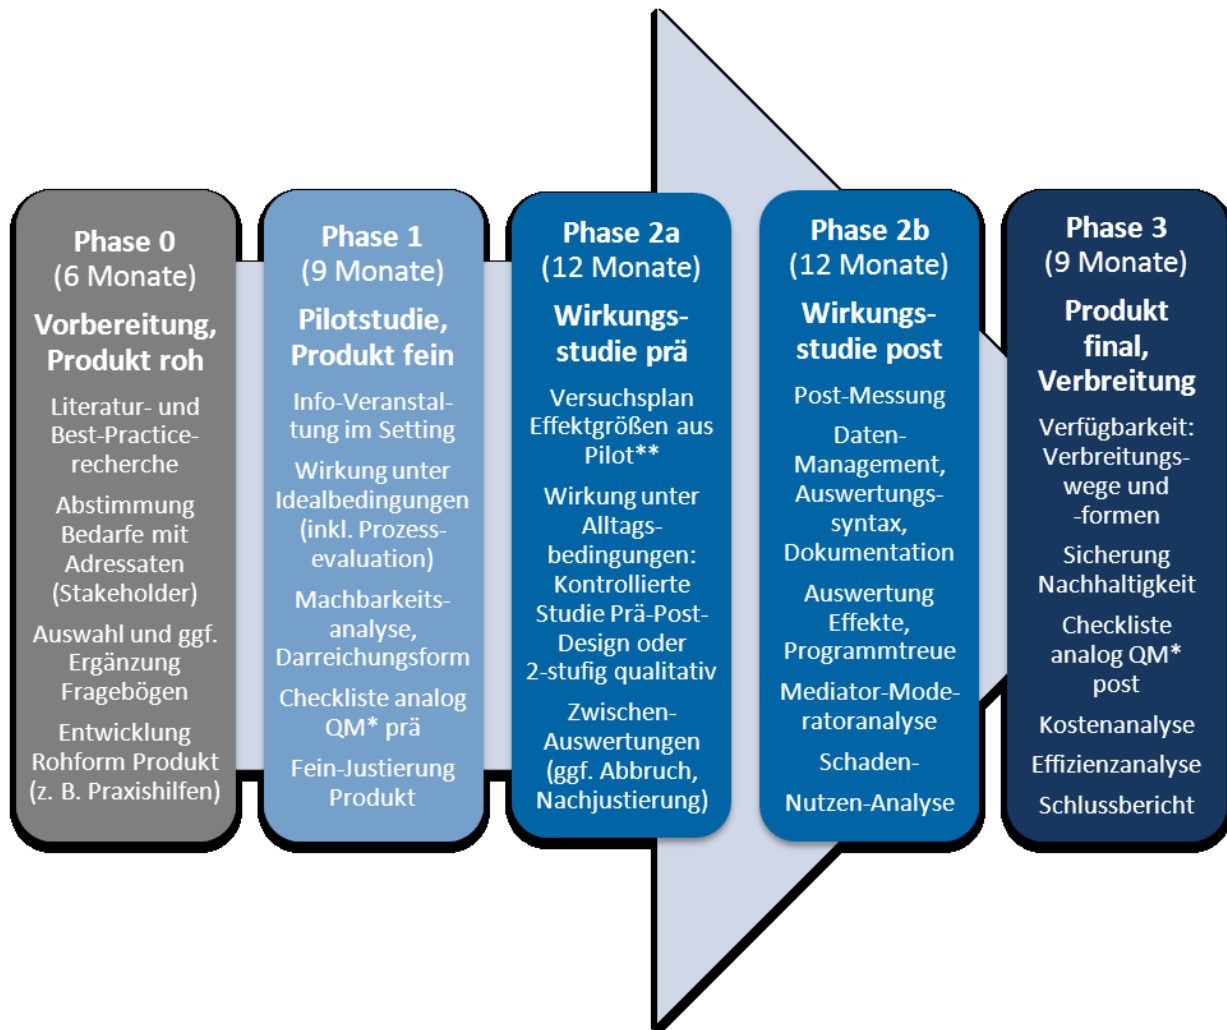 Phase 0
(6 Monate)
Vorbereitung,
Produkt roh
Literatur- und
Best-Practice-
recherche
Abstimmung
Bedarfe mit
Adressaten
(Stakeholder)
Auswahl und ggf.
Ergänzung
Fragebögen
Entwicklung
Rohform Produkt
(z. B. Praxishilfen)
Phase 1
(9 Monate)
Pilotstudie,
Produkt fein
Info-Veranstal-
tung im Setting
Wirkung unter
Idealbedingungen
(inkl. Prozess-
evaluation)
Machbarkeits-
analyse,
Darreichungsform
Checkliste analog
QM* prä
Fein-Justierung
Produkt
Phase 2a
(12 Monate)
Wirkungs-
studie prä
Versuchsplan
Effektgrößen aus
Pilot**
Wirkung unter
Alltags-
bedingungen:
Kontrollierte
Studie Prä-Post-
Design oder
2-stufig qualitativ
Zwischen-
Auswertungen
(ggf. Abbruch,
Nachjustierung)
Phase 2b
(12 Monate)
Wirkungs-
studie post
Post-Messung
Daten-
Management,
Auswertungs-
syntax,
Dokumentation
Auswertung
Effekte,
Programmtreue
Mediator-Mode-
ratoranalyse
Schaden-
Nutzen-Analyse
Phase 3
(9 Monate)
Produkt
final,
Verbreitung
Verfügbarkeit:
Verbreitungs-
wege und
-formen
Sicherung
Nachhaltigkeit
Checkliste
analog QM*
post
Kostenanalyse
Effizienzanalyse
Schlussbericht